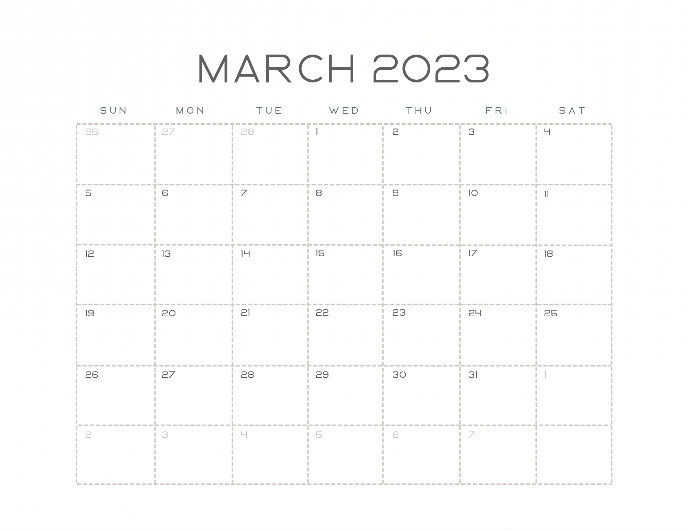 MARCH 2023
SUN MON TUE WED THU FRI SAT
26 27 28 1 2 3 4
5 6 7 8 9 10 11
12 13 14 15 16 17 18
19 20 21 22 23 24 25
26 27 28 29 30 31 1
2 3 4 5 6 7